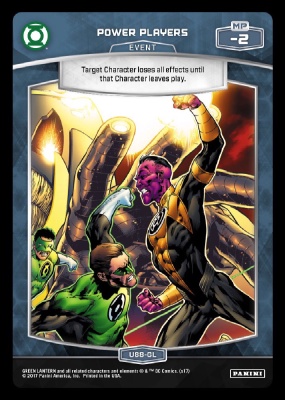 POWER PLAYERS
MP
-2
EVENT
Target Character loses all effects until
that Character leaves play.
UBB-GL
GREEN LANTERN and all related characters and elements © & ™ DC Comics. (s17)
© 2017 Panini America, Inc. Printed in the USA.
PANINI